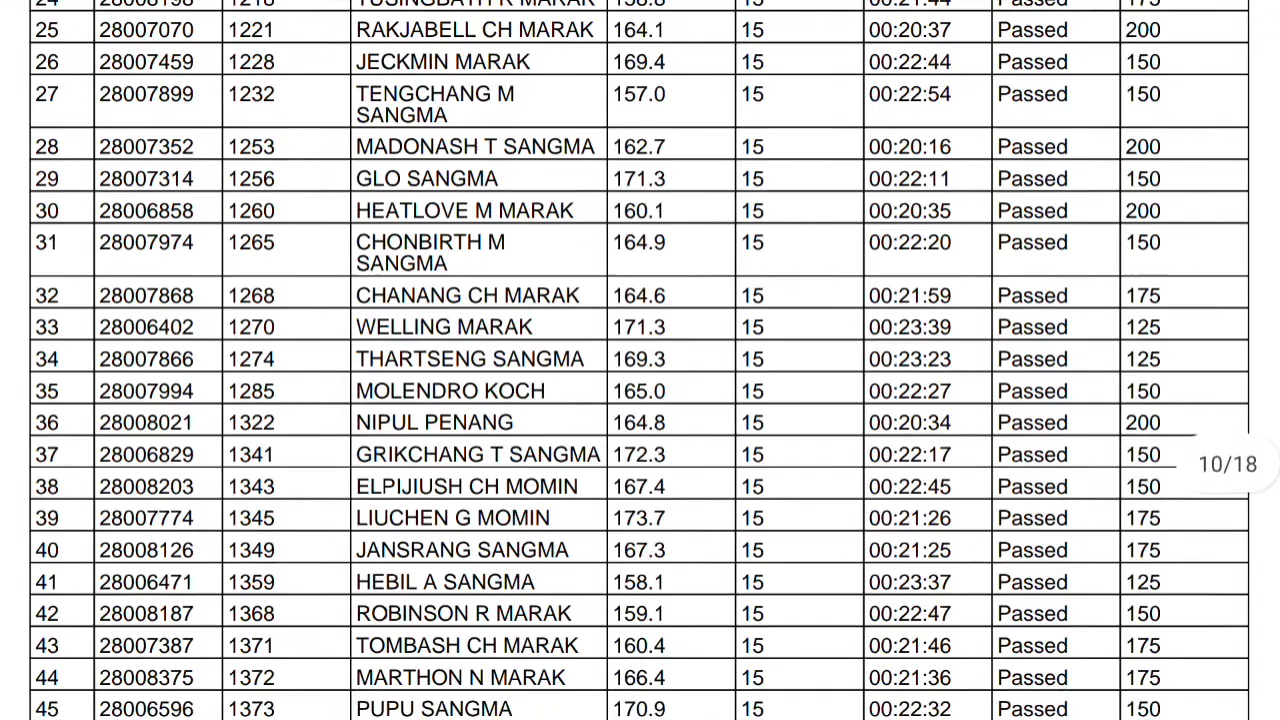 24 28008198 1218 TUSINGBATH R MARAK 158.8 15 00:21:44 Passed 175
25 28007070 1221 RAKJABELL CH MARAK 164.1 15 00:20:37 Passed 200
26 28007459 1228 JECKMIN MARAK 169.4 15 00:22:44 Passed 150
27 28007899 1232 TENGCHANG M 157.0 15 00:22:54 Passed 150
SANGMA
28 28007352 1253 MADONASH T SANGMA 162.7 15 00:20:16 Passed 200
29 28007314 1256 GLO SANGMA 171.3 15 00:22:11 Passed 150
30 28006858 1260 HEATLOVE M MARAK 160.1 15 00:20:35 Passed 200
31 28007974 1265 CHONBIRTH M 164.9 15 00:22:20 Passed 150
SANGMA
32 28007868 1268 CHANANG CH MARAK 164.6 15 00:21:59 Passed 175
33 28006402 1270 WELLING MARAK 171.3 15 00:23:39 Passed 125
34 28007866 1274 THARTSENG SANGMA 169.3 15 00:23:23 Passed 125
35 28007994 1285 MOLENDRO KOCH 165.0 15 00:22:27 Passed 150
36 28008021 1322 NIPUL PENANG 164.8 15 00:20:34 Passed 200
37 28006829 1341 GRIKCHANG T SANGMA 172.3 15 00:22:17 Passed 150
10/18
38 28008203 1343 ELPIJIUSH CH MOMIN 167.4 15 00:22:45 Passed 150
39 28007774 1345 LIUCHEN G MOMIN 173.7 15 00:21:26 Passed 175
40 28008126 1349 JANSRANG SANGMA 167.3 15 00:21:25 Passed 175
41 28006471 1359 HEBIL A SANGMA 158.1 15 00:23:37 Passed 125
42 28008187 1368 ROBINSON R MARAK 159.1 15 00:22:47 Passed 150
43 28007387 1371 TOMBASH CH MARAK 160.4 15 00:21:46 Passed 175
44 28008375 1372 MARTHON N MARAK 166.4 15 00:21:36 Passed 175
45 28006596 1373 PUPU SANGMA 170.9 15 00:22:32 Passed 150